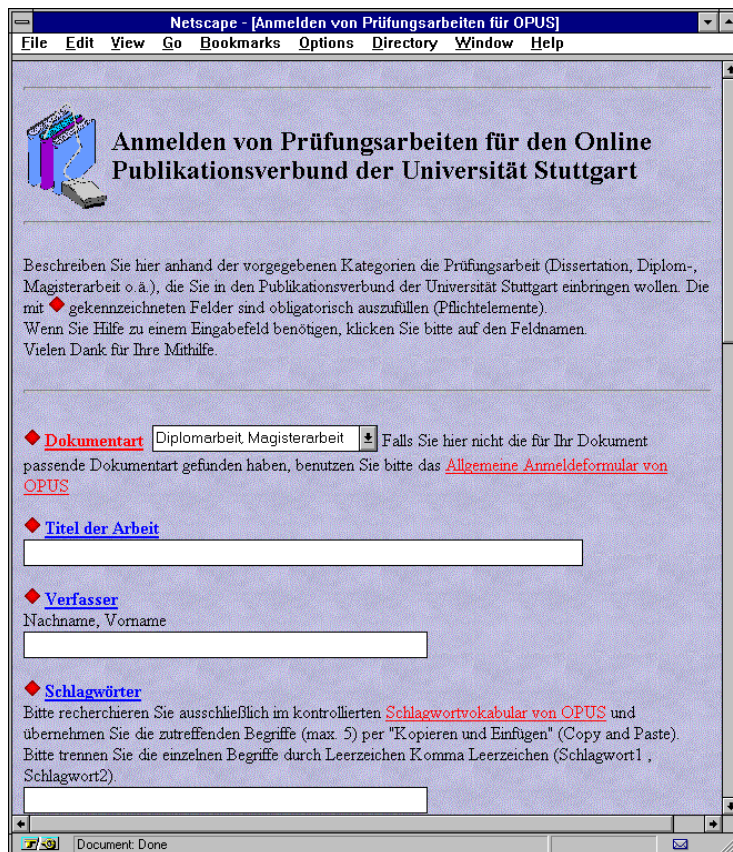 Netscape - [Anmelden von Prüfungsarbeiten für OPUS]
File Edit View Go Bookmarks Options Directory Window Help
Anmelden von Prüfungsarbeiten für den Online
Publikationsverbund der Universität Stuttgart
Beschreiben Sie hier anhand der vorgegebenen Kategorien die Prüfungsarbeit (Dissertation, Diplom-,
Magisterarbeit o.ä.), die Sie in den Publikationsverbund der Universität Stuttgart einbringen wollen. Die
mit gekennzeichneten Felder sind obligatorisch auszufüllen (Pflichtelemente).
Wenn Sie Hilfe zu einem Eingabefeld benötigen, klicken Sie bitte auf den Feldnamen.
Vielen Dank für Ihre Mithilfe.
Dokumentart Diplomarbeit, Magisterarbeit Falls Sie hier nicht die für Ihr Dokument
passende Dokumentart gefunden haben, benutzen Sie bitte das Allgemeine Anmeldeformular von
OPUS
Titel der Arbeit
Verfasser
Nachname, Vorname
Schlagwörter
Bitte recherchieren Sie ausschließlich im kontrollierten Schlagwortvokabular von OPUS und
übernehmen Sie die zutreffenden Begriffe (max. 5) per "Kopieren und Einfügen" (Copy and Paste).
Bitte trennen Sie die einzelnen Begriffe durch Leerzeichen Komma Leerzeichen (Schlagwort1 ,
Schlagwort2).
Document: Done